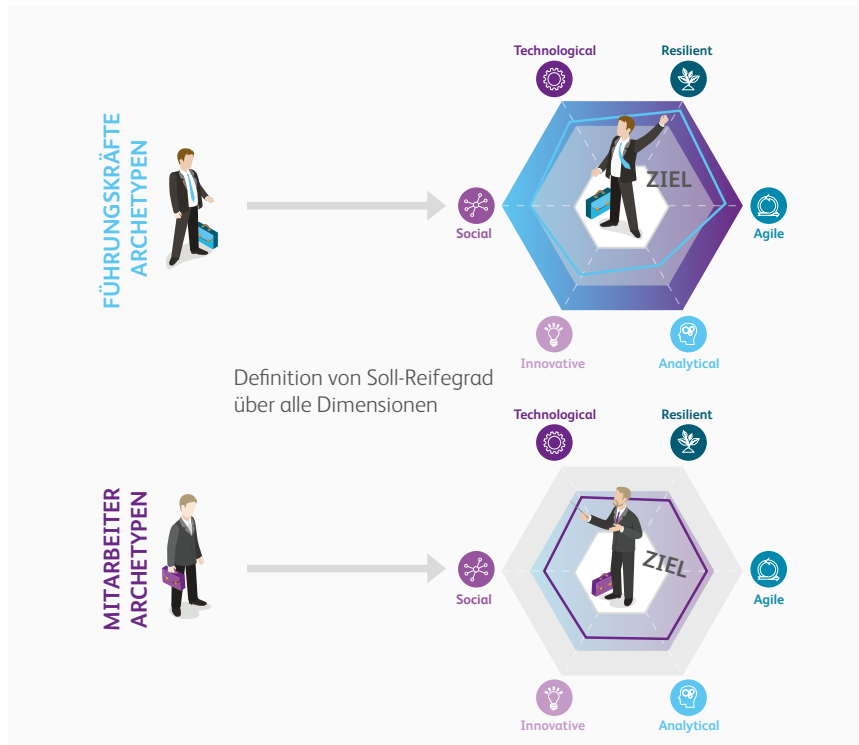 FÜHRUNGSKRÄFTE
ARCHETYPEN
Technological
Resilient
Social
ZIEL
Agile
Innovative
Analytical
Definition von Soll-Reifegrad
über alle Dimensionen
MITARBEITER
ARCHETYPEN
Technological
Resilient
Social
ZIEL
Agile
Innovative
Analytical